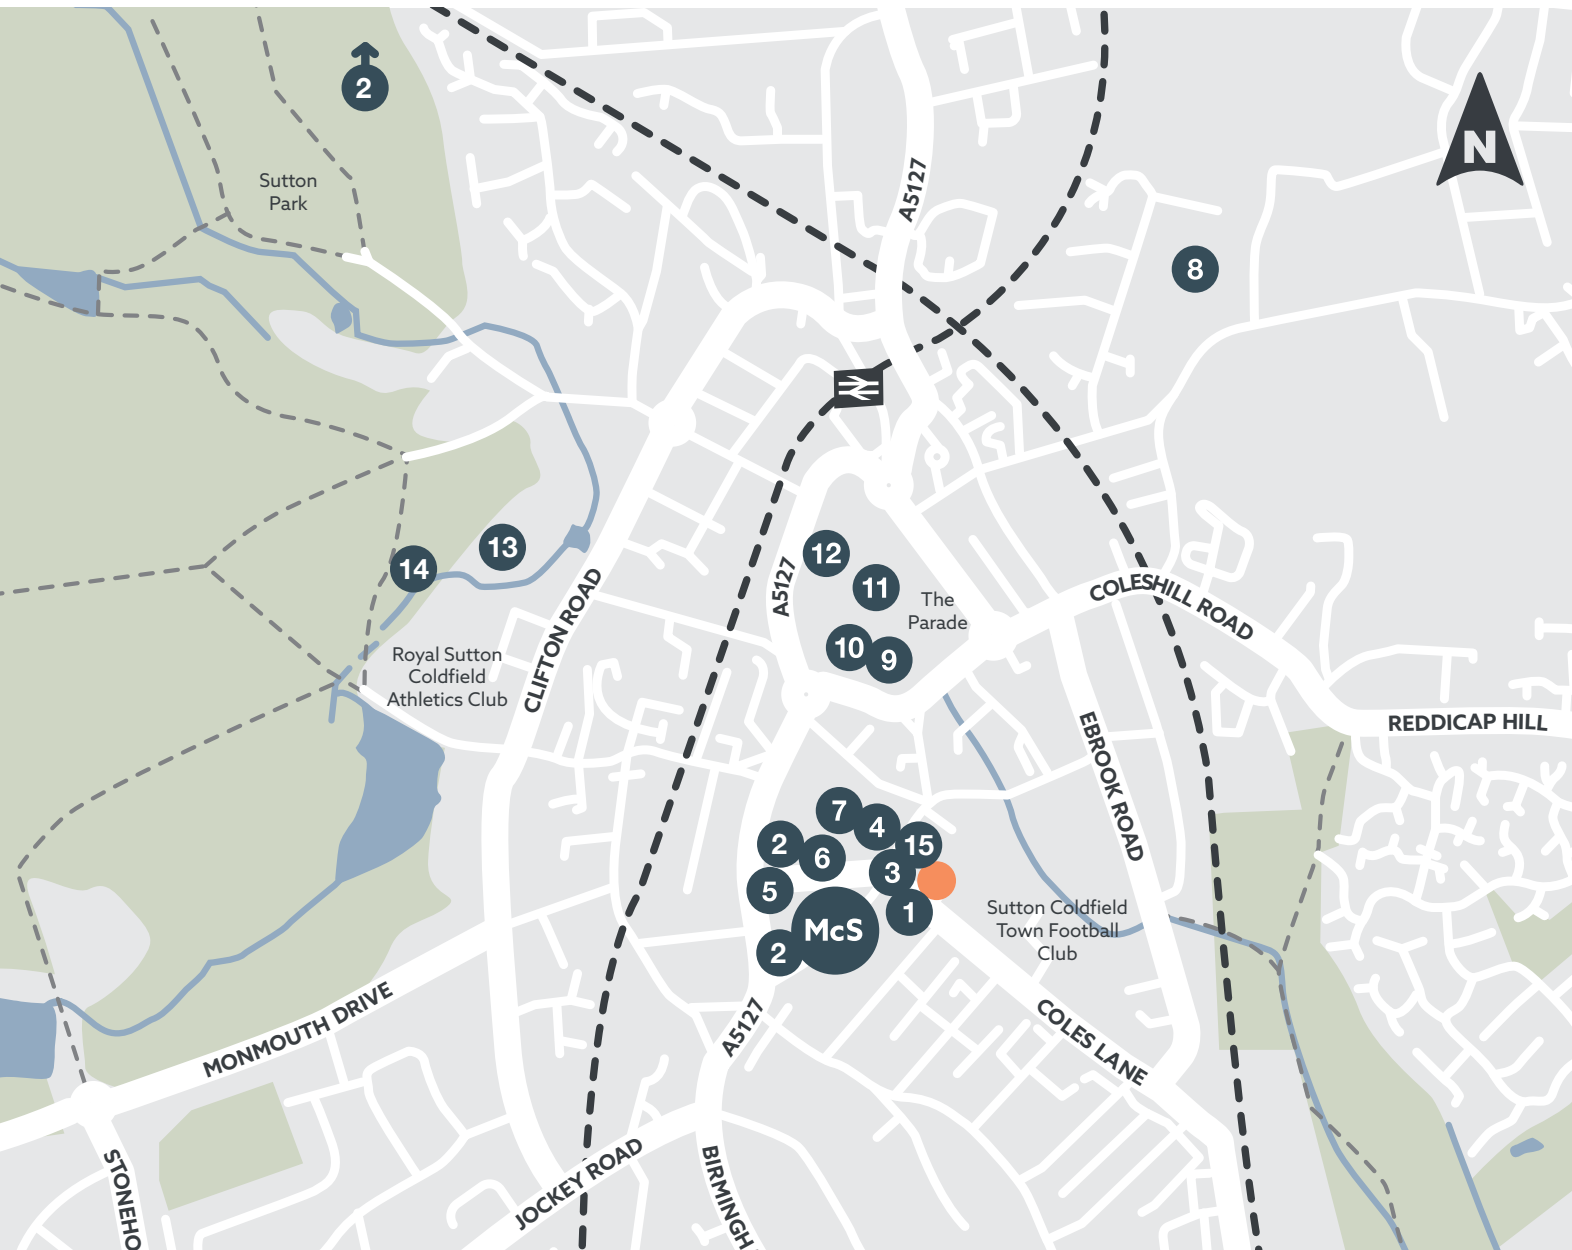 2
N
Sutton
Park
A5127
8
13
14
12
11
A5127
The
Parade
10
9
COLESHILL ROAD
CLIFTON ROAD
Royal Sutton
Coldfield
Athletics Club
REDDICAP HILL
EBROOK ROAD
7
4
2
6
15
3
5
1
McS
2
Sutton Coldfield
Town Football
Club
MONMOUTH DRIVE
A5127
COLES LANE
STONEHO
JOCKEY ROAD
BIRMINGH